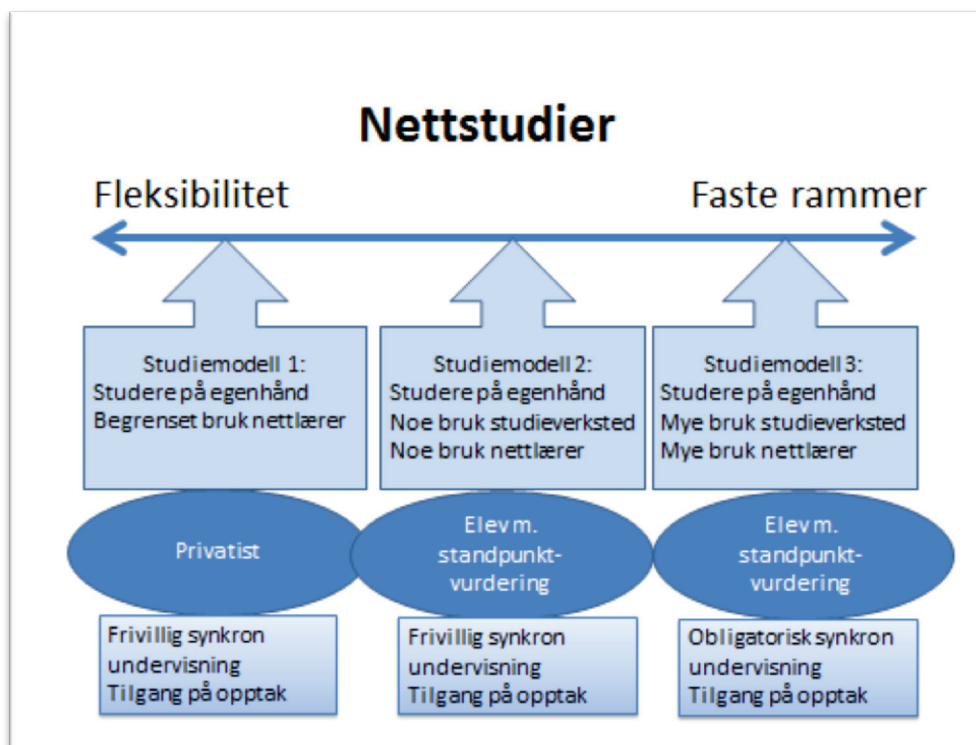 Nettstudier
Fleksibilitet
Faste rammer
Studiemodell 1:
Studere på egenhånd
Begrenset bruk nettlærer
Studiemodell 2:
Studere på egenhånd
Noe bruk studieverksted
Noe bruk nettlærer
Studiemodell 3:
Studere på egenhånd
Mye bruk studieverksted
Mye bruk nettlærer
Privatist
Elev m.
standpunkt-
vurdering
Elev m.
standpunkt-
vurdering
Frivillig synkron
undervisning
Tilgang på opptak
Frivillig synkron
undervisning
Tilgang på opptak
Obligatorisk synkron
undervisning
Tilgang på opptak